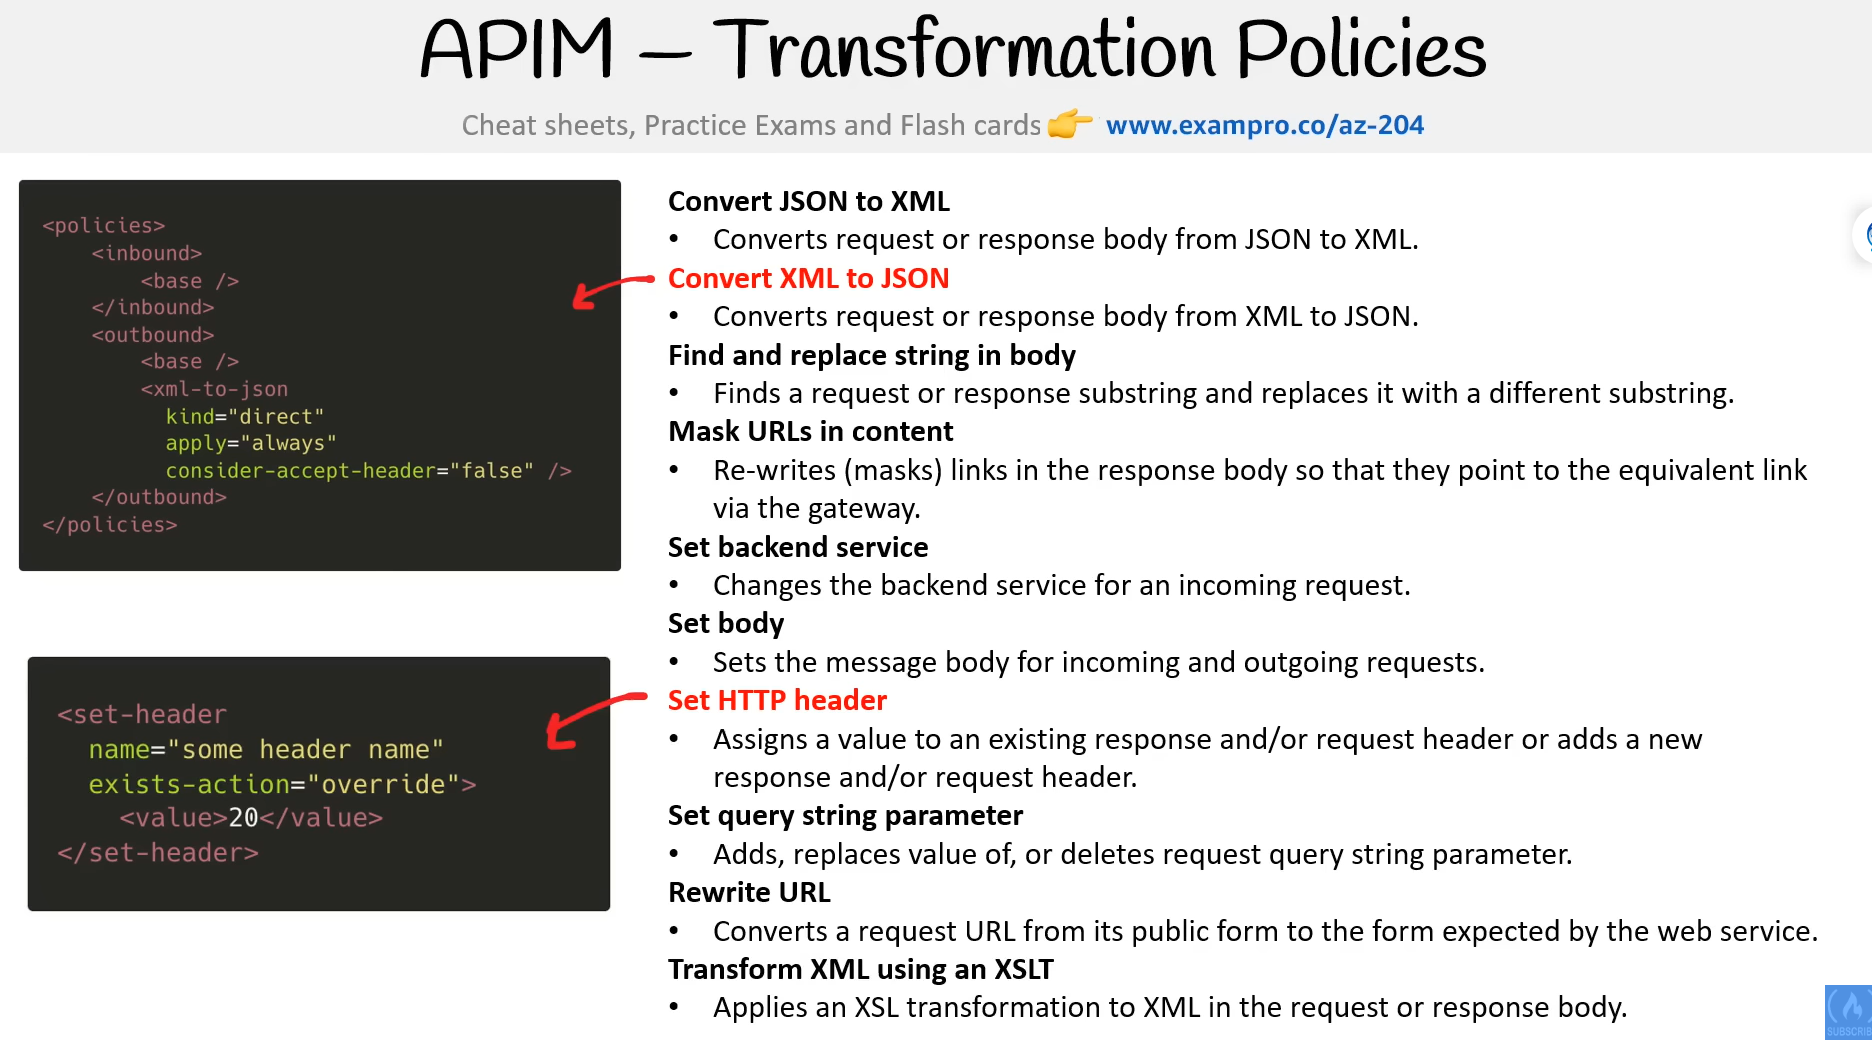 APIM – Transformation Policies
Cheat sheets, Practice Exams and Flash cards 👉 www.exampro.co/az-204
<policies>
    <inbound>
        <base />
    </inbound>
    <outbound>
        <base />
        <xml-to-json
          kind="direct"
          apply="always"
          consider-accept-header="false" />
    </outbound>
</policies>
<set-header
  name="some header name"
  exists-action="override">
    <value>20</value>
</set-header>
Convert JSON to XML
• Converts request or response body from JSON to XML.
Convert XML to JSON
• Converts request or response body from XML to JSON.
Find and replace string in body
• Finds a request or response substring and replaces it with a different substring.
Mask URLs in content
• Re-writes (masks) links in the response body so that they point to the equivalent link
via the gateway.
Set backend service
• Changes the backend service for an incoming request.
Set body
• Sets the message body for incoming and outgoing requests.
Set HTTP header
• Assigns a value to an existing response and/or request header or adds a new
response and/or request header.
Set query string parameter
• Adds, replaces value of, or deletes request query string parameter.
Rewrite URL
• Converts a request URL from its public form to the form expected by the web service.
Transform XML using an XSLT
• Applies an XSL transformation to XML in the request or response body.
SUBSCRIB